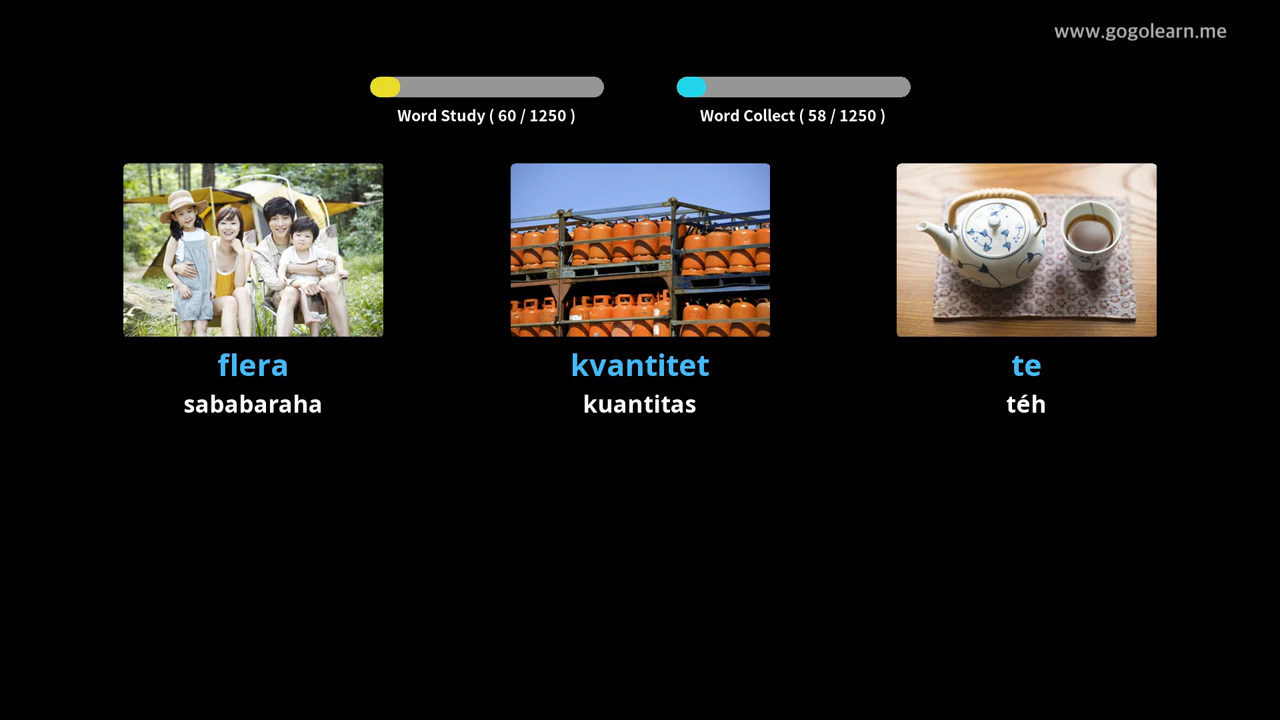 www.gogolearn.me
Word Study ( 60 / 1250 )
Word Collect ( 58 / 1250 )
flera
sababaraha
kvantitet
kuantitas
te
téh